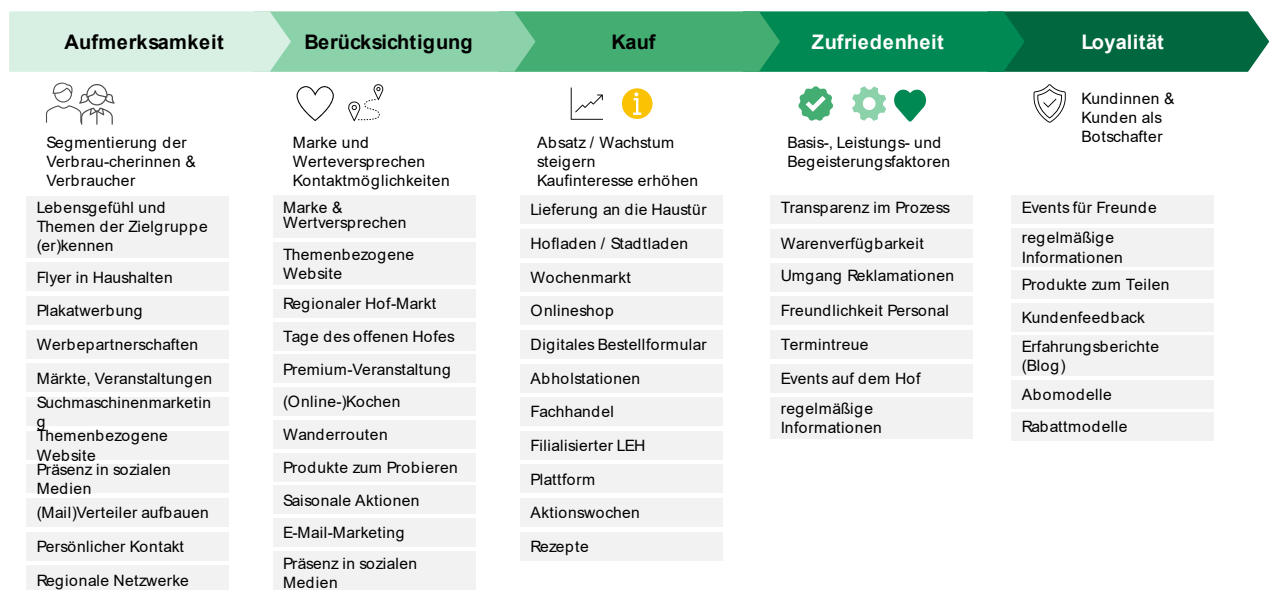 Aufmerksamkeit
Berücksichtigung
Kauf
Zufriedenheit
Loyalität
Segmentierung der
Verbrau-cherinnen &
Verbraucher
Lebensgefühl und
Themen der Zielgruppe
(er)kennen
Flyer in Haushalten
Plakatwerbung
Werbepartnerschaften
Märkte, Veranstaltungen
Suchmaschinenmarketin
g
Themenbezogene
Website
Präsenz in sozialen
Medien
(Mail)Verteiler aufbauen
Persönlicher Kontakt
Regionale Netzwerke
Marke und
Werteversprechen
Kontaktmöglichkeiten
Marke &
Wertversprechen
Themenbezogene
Website
Regionaler Hof-Markt
Tage des offenen Hofes
Premium-Veranstaltung
(Online-)Kochen
Wanderrouten
Produkte zum Probieren
Saisonale Aktionen
E-Mail-Marketing
Präsenz in sozialen
Medien
i
Absatz / Wachstum
steigern
Kaufinteresse erhöhen
Lieferung an die Haustür
Hofladen / Stadtladen
Wochenmarkt
Onlineshop
Digitales Bestellformular
Abholstationen
Fachhandel
Filialisierter LEH
Plattform
Aktionswochen
Rezepte
Basis-, Leistungs- und
Begeisterungsfaktoren
Transparenz im Prozess
Warenverfügbarkeit
Umgang Reklamationen
Freundlichkeit Personal
Termintreue
Events auf dem Hof
regelmäßige
Informationen
Kundinnen &
Kunden als
Botschafter
Events für Freunde
regelmäßige
Informationen
Produkte zum Teilen
Kundenfeedback
Erfahrungsberichte
(Blog)
Abomodelle
Rabattmodelle